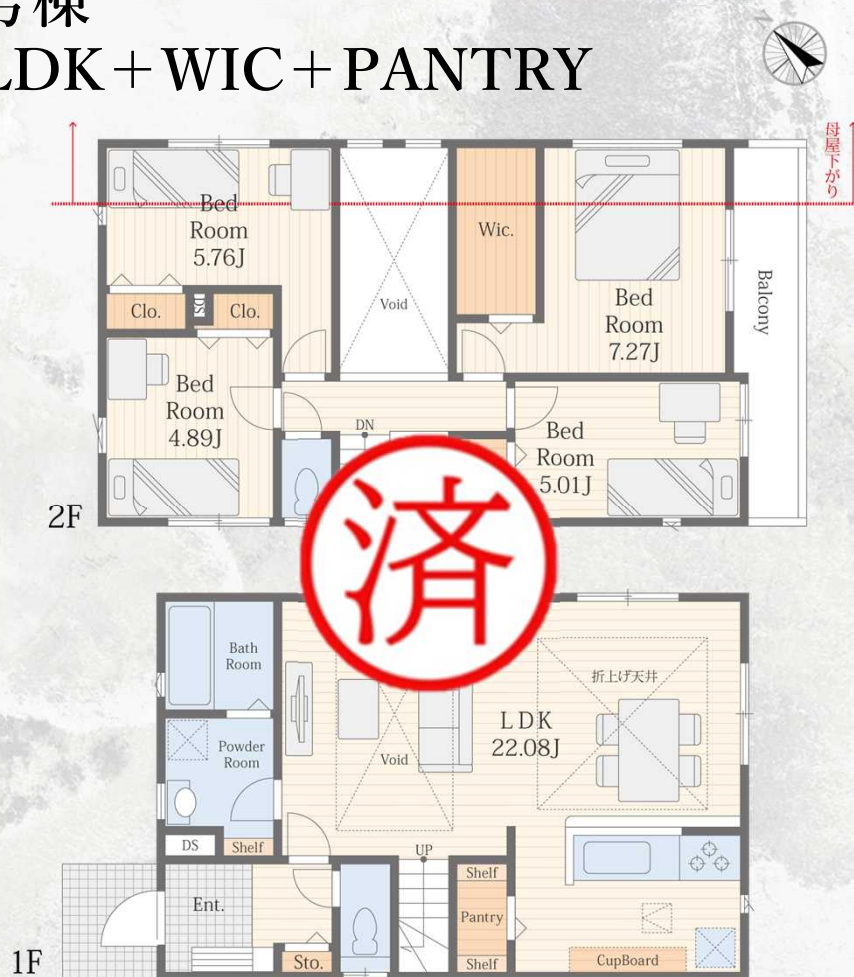 号棟
LDK＋WIC＋PANTRY
母屋下がり
Bed
Room
5.76J
Clo.
DS
Clo.
Void
Wic.
Bed
Room
7.27J
Balcony
Bed
Room
4.89J
DN
Bed
Room
5.01J
2F
済
Bath
Room
Powder
Room
DS
Shelf
Void
LDK
22.08J
折上げ天井
UP
Ent.
Sto.
Shelf
Pantry
Shelf
CupBoard
1F